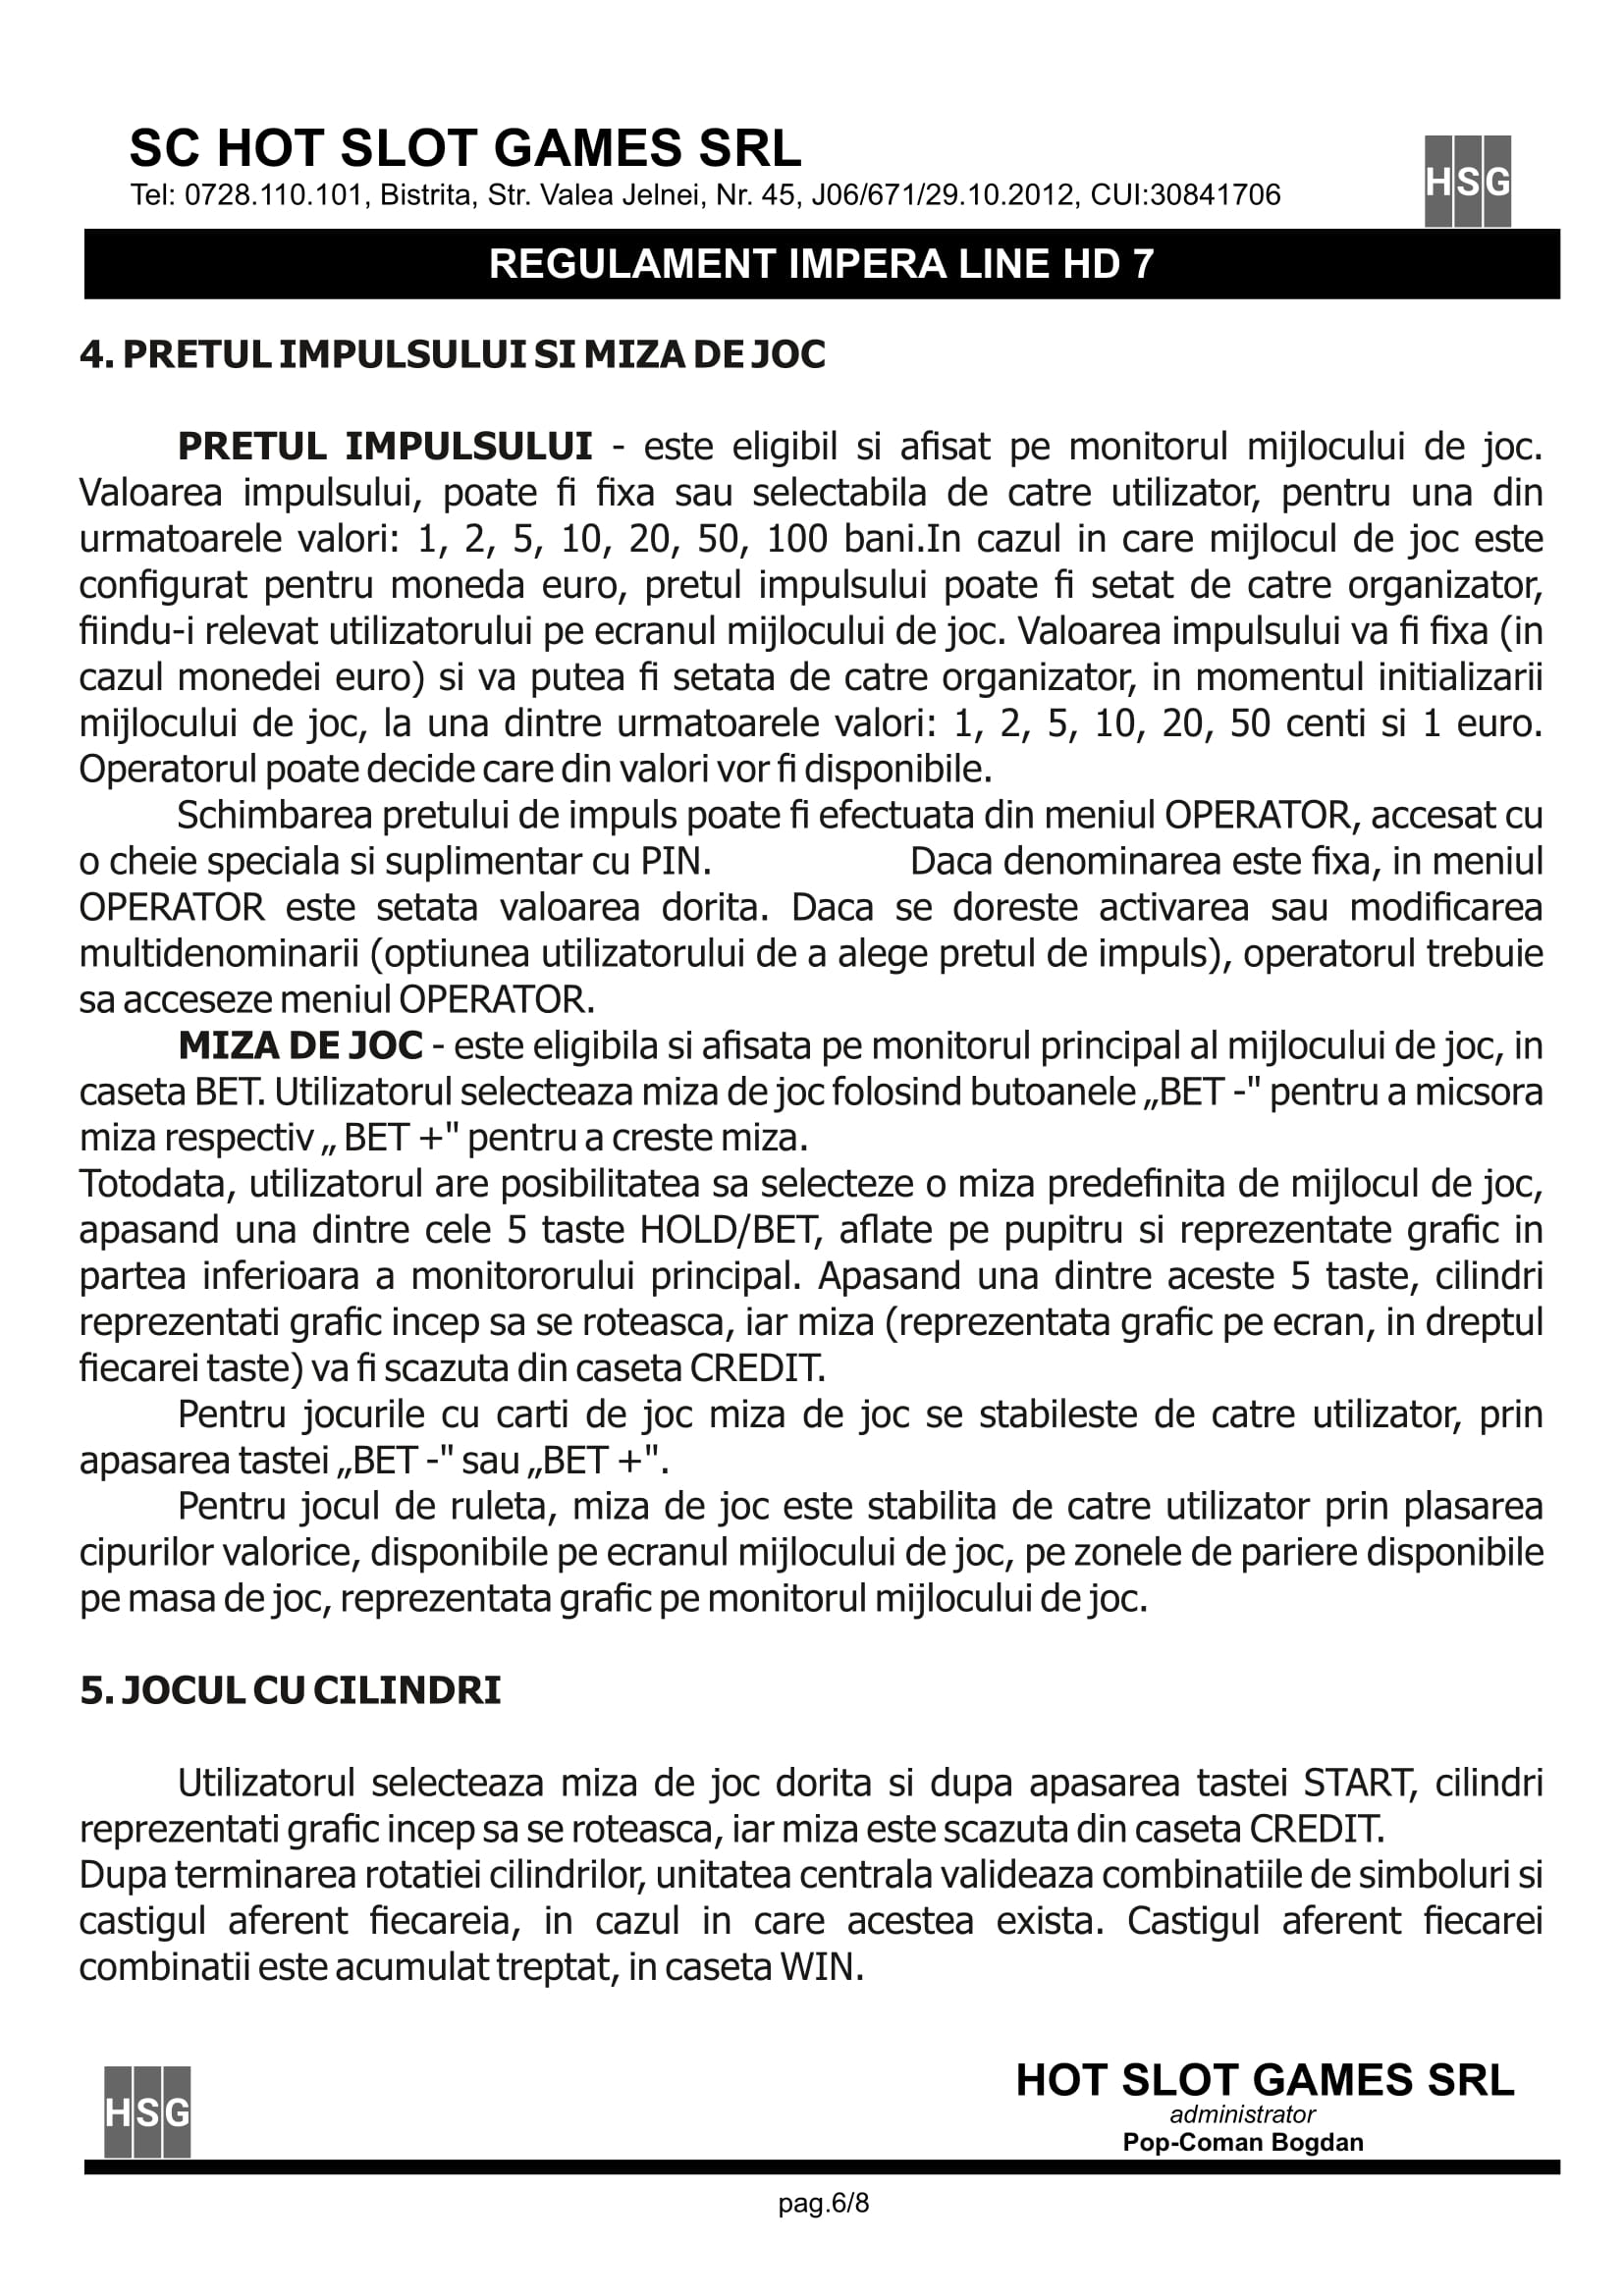 SC HOT SLOT GAMES SRL
Tel: 0728.110.101, Bistrita, Str. Valea Jelnei, Nr. 45, J06/671/29.10.2012, CUI:30841706
HSG
REGULAMENT IMPERA LINE HD 7
4. PRETUL IMPULSULUI SI MIZA DE JOC
PRETUL IMPULSULUI - este eligibil si afisat pe monitorul mijlocului de joc.
Valoarea impulsului, poate fi fixa sau selectabila de catre utilizator, pentru una din
urmatoarele valori: 1, 2, 5, 10, 20, 50, 100 bani.In cazul in care mijlocul de joc este
configurat pentru moneda euro, pretul impulsului poate fi setat de catre organizator,
fiindu-i relevat utilizatorului pe ecranul mijlocului de joc. Valoarea impulsului va fi fixa (in
cazul monedei euro) si va putea fi setata de catre organizator, in momentul initializarii
mijlocului de joc, la una dintre urmatoarele valori: 1, 2, 5, 10, 20, 50 centi si 1 euro.
Operatorul poate decide care din valori vor fi disponibile.
Schimbarea pretului de impuls poate fi efectuata din meniul OPERATOR, accesat cu
o cheie speciala si suplimentar cu PIN. Daca denominarea este fixa, in meniul
OPERATOR este setata valoarea dorita. Daca se doreste activarea sau modificarea
multidenominarii (optiunea utilizatorului de a alege pretul de impuls), operatorul trebuie
sa acceseze meniul OPERATOR.
MIZA DE JOC - este eligibila si afisata pe monitorul principal al mijlocului de joc, in
caseta BET. Utilizatorul selecteaza miza de joc folosind butoanele „BET -" pentru a micsora
miza respectiv „ BET +" pentru a creste miza.
Totodata, utilizatorul are posibilitatea sa selecteze o miza predefinita de mijlocul de joc,
apasand una dintre cele 5 taste HOLD/BET, aflate pe pupitru si reprezentate grafic in
partea inferioara a monitororului principal. Apasand una dintre aceste 5 taste, cilindri
reprezentati grafic incep sa se roteasca, iar miza (reprezentata grafic pe ecran, in dreptul
fiecarei taste) va fi scazuta din caseta CREDIT.
Pentru jocurile cu carti de joc miza de joc se stabileste de catre utilizator, prin
apasarea tastei „BET -" sau „BET +".
Pentru jocul de ruleta, miza de joc este stabilita de catre utilizator prin plasarea
cipurilor valorice, disponibile pe ecranul mijlocului de joc, pe zonele de pariere disponibile
pe masa de joc, reprezentata grafic pe monitorul mijlocului de joc.
5. JOCUL CU CILINDRI
Utilizatorul selecteaza miza de joc dorita si dupa apasarea tastei START, cilindri
reprezentati grafic incep sa se roteasca, iar miza este scazuta din caseta CREDIT.
Dupa terminarea rotatiei cilindrilor, unitatea centrala valideaza combinatiile de simboluri si
castigul aferent fiecareia, in cazul in care acestea exista. Castigul aferent fiecarei
combinatii este acumulat treptat, in caseta WIN.
HSG
HOT SLOT GAMES SRL
administrator
Pop-Coman Bogdan
pag.6/8